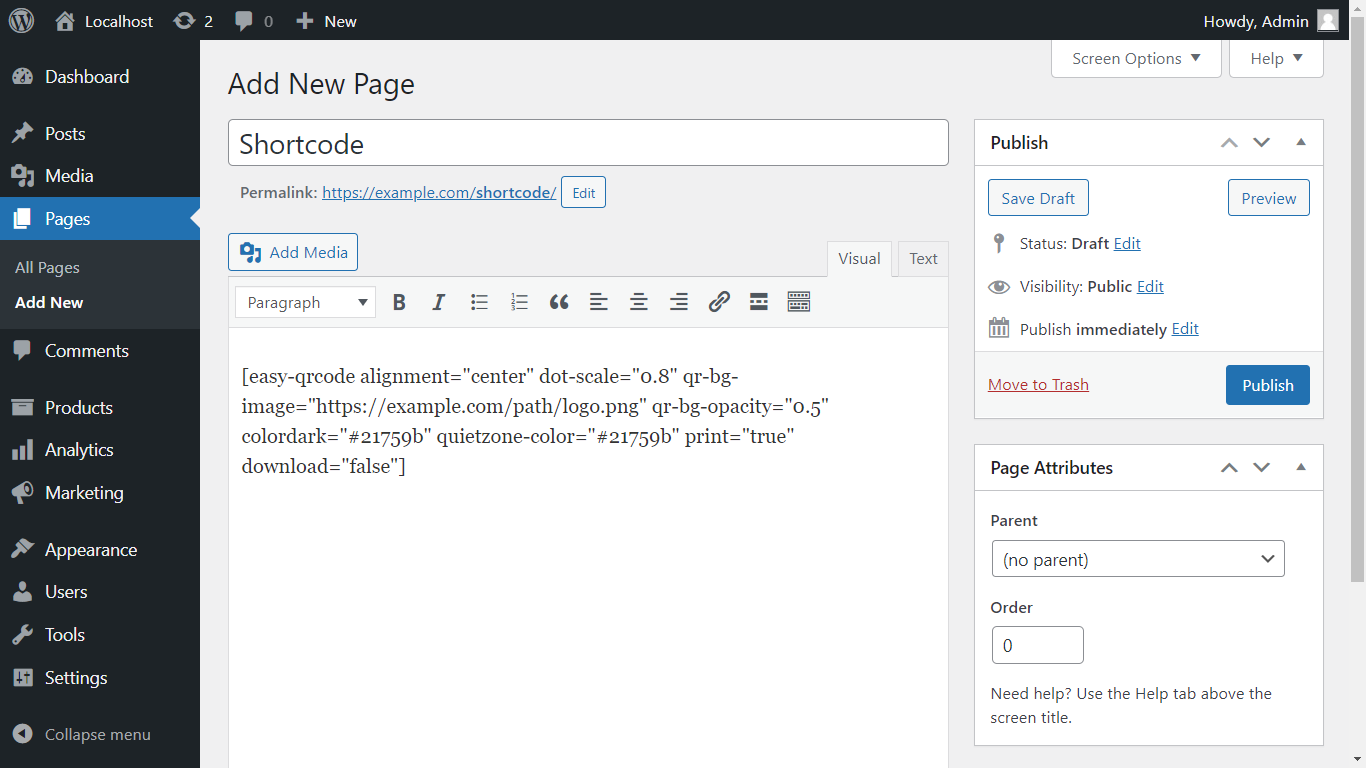 Localhost
2
0
New
Howdy, Admin
Dashboard
Posts
Media
Pages
All Pages
Add New
Comments
Products
Analytics
Marketing
Appearance
Users
Tools
Settings
Collapse menu
Screen Options
Help
Add New Page
Shortcode
Permalink: https://example.com/shortcode/ Edit
Add Media
Visual
Text
Paragraph
[easy-qrcode alignment="center" dot-scale="0.8" qr-bg-
image="https://example.com/path/logo.png" qr-bg-opacity="0.5"
colordark="#21759b" quietzone-color="#21759b" print="true"
download="false"]
Publish
Save Draft
Preview
Status: Draft Edit
Visibility: Public Edit
Publish immediately Edit
Move to Trash
Publish
Page Attributes
Parent
(no parent)
Order
0
Need help? Use the Help tab above the
screen title.